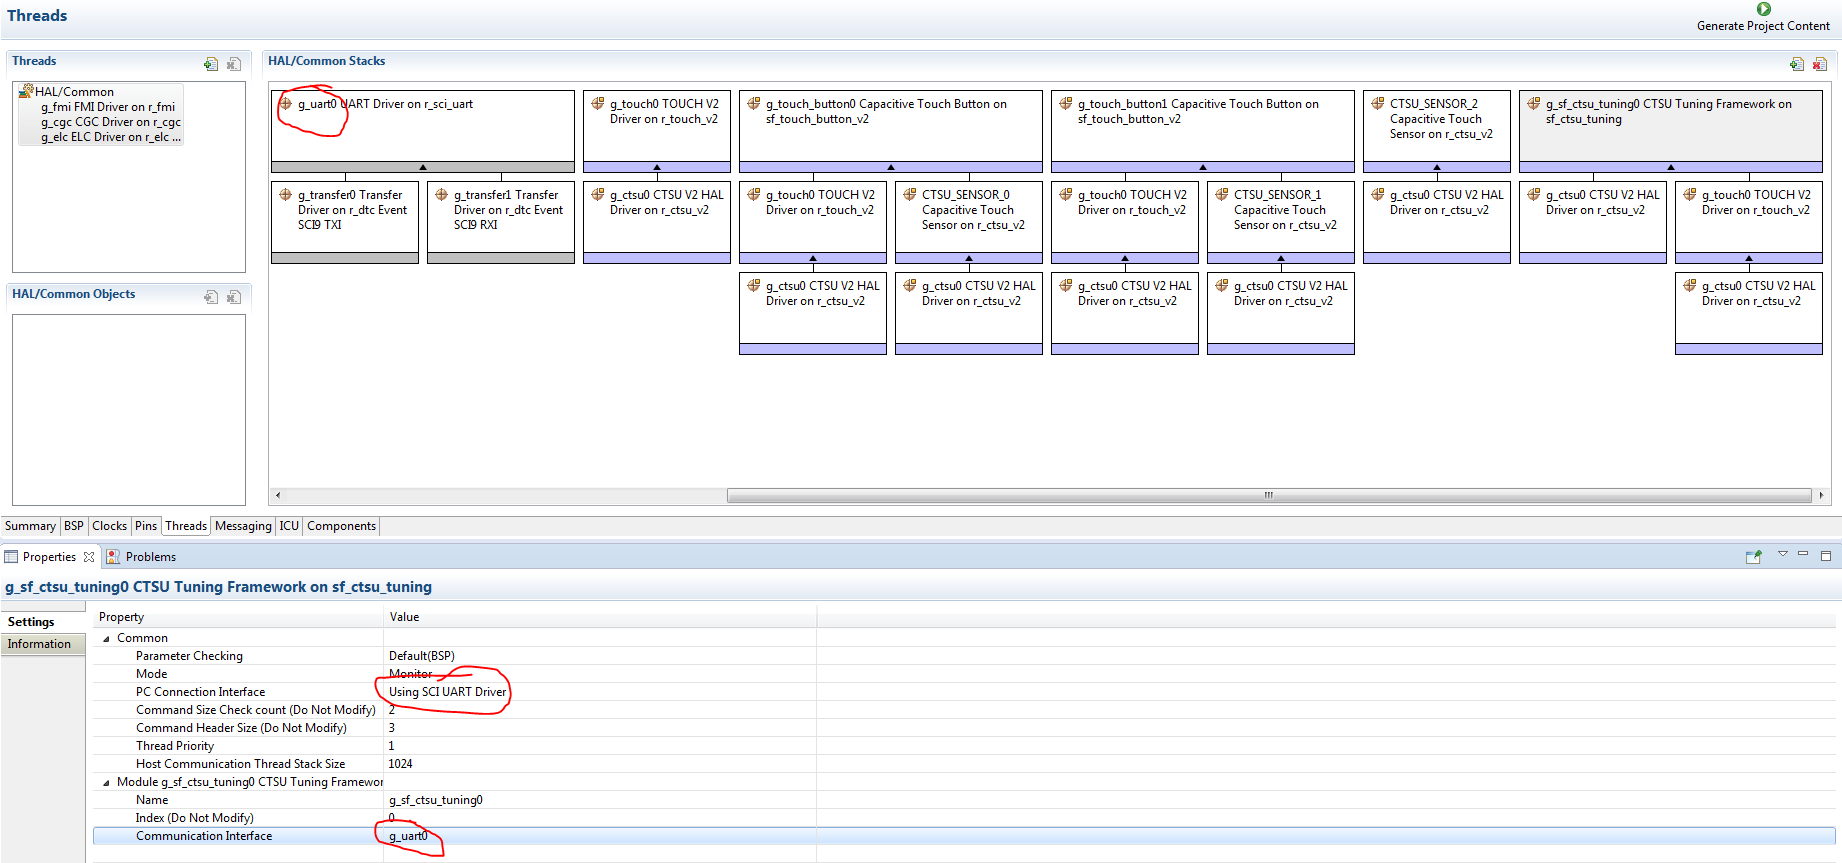 Threads
Generate Project Content
Threads
HAL/Common
g_fmi FMI Driver on r_fmi
g_cgc CGC Driver on r_cgc
g_elc ELC Driver on r_elc ...
HAL/Common Objects
HAL/Common Stacks
g_uart0 UART Driver on r_sci_uart
g_touch0 TOUCH V2
Driver on r_touch_v2
g_touch_button0 Capacitive Touch Button on
sf_touch_button_v2
g_touch_button1 Capacitive Touch Button on
sf_touch_button_v2
CTSU_SENSOR_2
Capacitive Touch
Sensor on r_ctsu_v2
g_sf_ctsu_tuning0 CTSU Tuning Framework on
sf_ctsu_tuning
g_transfer0 Transfer
Driver on r_dtc Event
SCI9 TXI
g_transfer1 Transfer
Driver on r_dtc Event
SCI9 RXI
g_ctsu0 CTSU V2 HAL
Driver on r_ctsu_v2
g_touch0 TOUCH V2
Driver on r_touch_v2
CTSU_SENSOR_0
Capacitive Touch
Sensor on r_ctsu_v2
g_touch0 TOUCH V2
Driver on r_touch_v2
CTSU_SENSOR_1
Capacitive Touch
Sensor on r_ctsu_v2
g_ctsu0 CTSU V2 HAL
Driver on r_ctsu_v2
g_ctsu0 CTSU V2 HAL
Driver on r_ctsu_v2
g_touch0 TOUCH V2
Driver on r_touch_v2
g_ctsu0 CTSU V2 HAL
Driver on r_ctsu_v2
g_ctsu0 CTSU V2 HAL
Driver on r_ctsu_v2
g_ctsu0 CTSU V2 HAL
Driver on r_ctsu_v2
g_ctsu0 CTSU V2 HAL
Driver on r_ctsu_v2
g_ctsu0 CTSU V2 HAL
Driver on r_ctsu_v2
Summary BSP Clocks Pins Threads Messaging ICU Components
Properties Problems
g_sf_ctsu_tuning0 CTSU Tuning Framework on sf_ctsu_tuning
Settings
Information
Property Value
Common
Parameter Checking Default(BSP)
Mode Monitor
PC Connection Interface Using SCI UART Driver
Command Size Check count (Do Not Modify) 2
Command Header Size (Do Not Modify) 3
Thread Priority 1
Host Communication Thread Stack Size 1024
Module g_sf_ctsu_tuning0 CTSU Tuning Framewor
Name g_sf_ctsu_tuning0
Index (Do Not Modify) 0
Communication Interface g_uart0